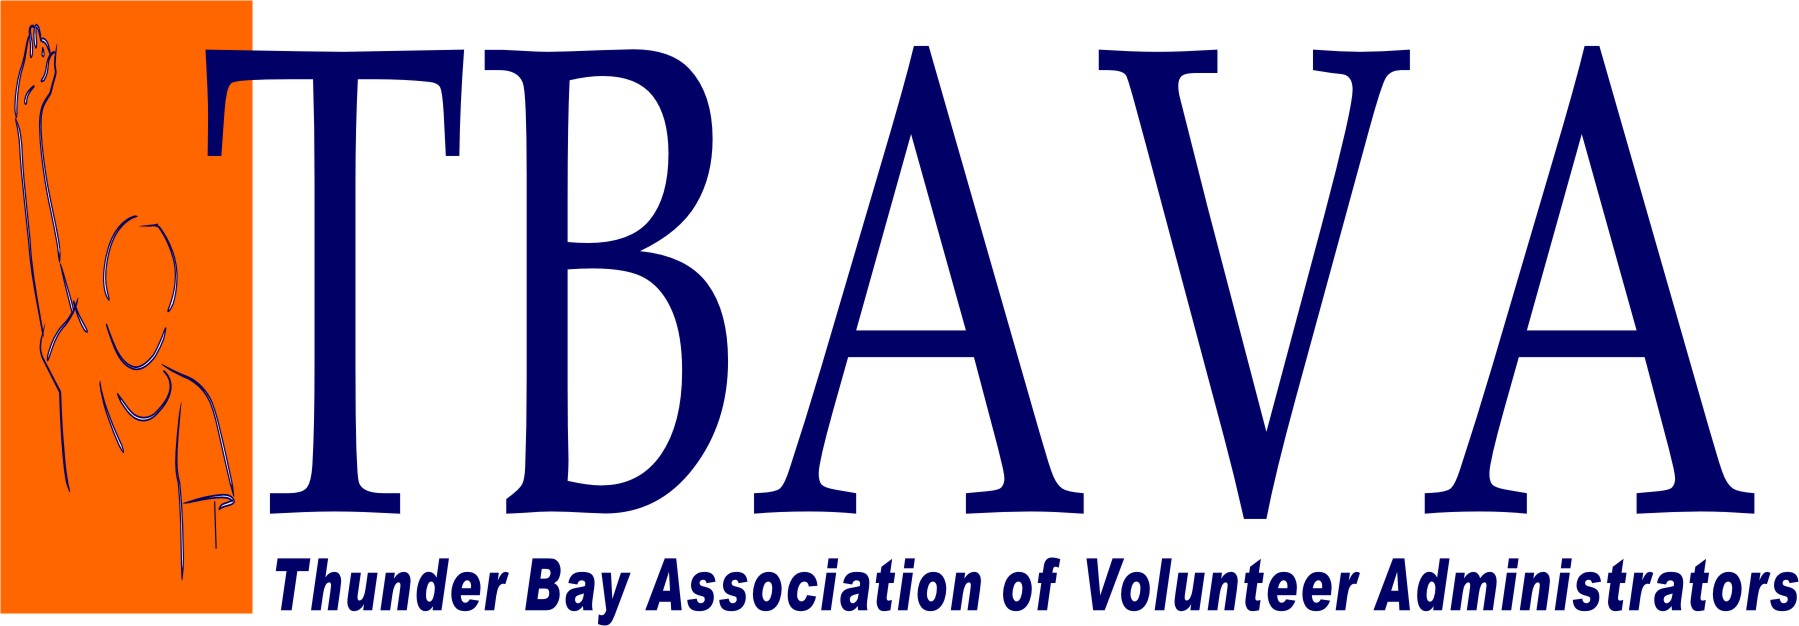 TBAVA
Thunder Bay Association of Volunteer Administrators